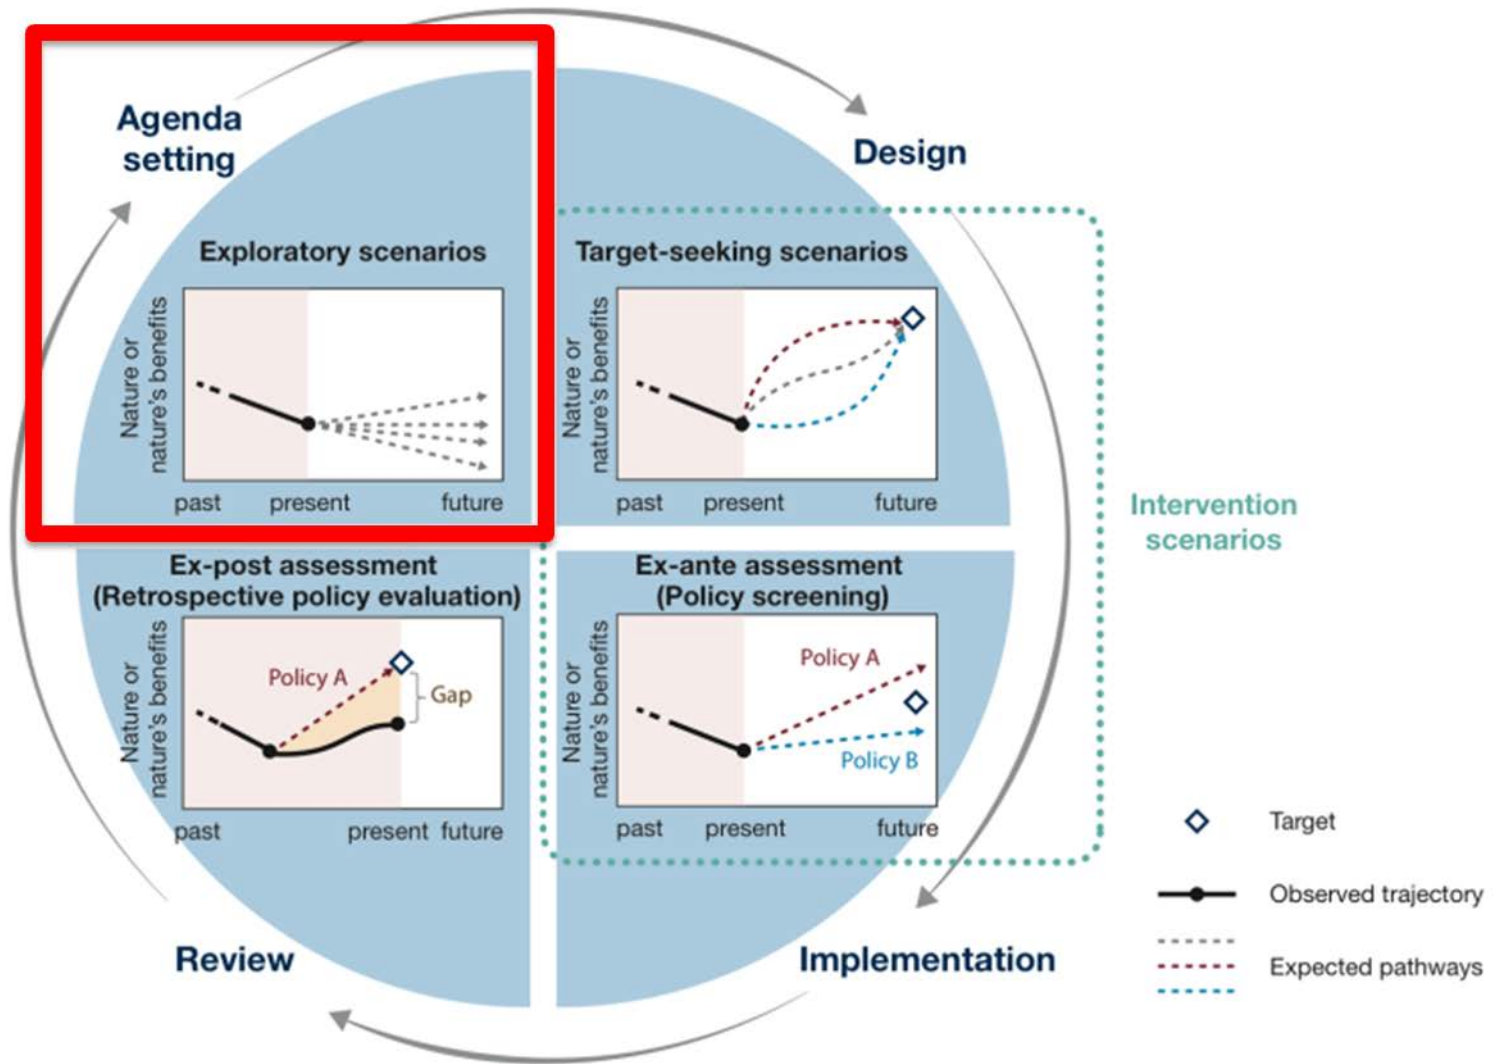 Agenda
setting
Design
Exploratory scenarios
Nature or
nature's benefits
past present future
Target-seeking scenarios
Nature or
nature's benefits
past present future
Intervention
scenarios
Ex-post assessment
(Retrospective policy evaluation)
Nature or
nature's benefits
Policy A
Gap
past present future
Ex-ante assessment
(Policy screening)
Nature or
nature's benefits
Policy A
Policy B
past present future
Review
Implementation
Target
Observed trajectory
Expected pathways